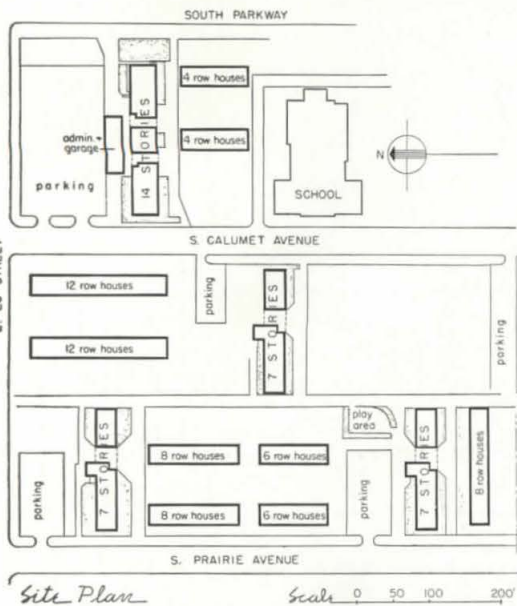 SOUTH PARKWAY
4 row houses
14 STORIES
admin. +
garage
4 row houses
parking
N
SCHOOL
S. CALUMET AVENUE
12 row houses
parking
7 STORIES
12 row houses
parking
play
area
7 STORIES
8 row houses
6 row houses
7 STORIES
8 row houses
parking
parking
8 row houses
6 row houses
S. PRAIRIE AVENUE
Site Plan
Scale 0 50 100 200'